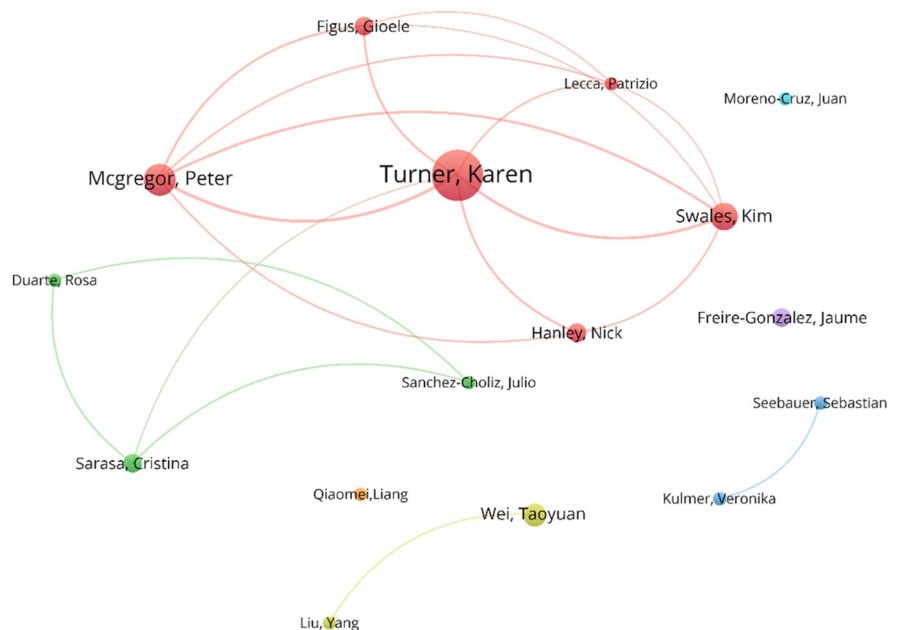 Figus, Gioele
Lecca, Patrizio
Moreno-Cruz, Juan
Mcgregor, Peter
Turner, Karen
Swales, Kim
Duarte, Rosa
Freire-Gonzalez, Jaume
Hanley, Nick
Sanchez-Choliz, Julio
Seebauer, Sebastian
Sarasa, Cristina
Qiaomei,Liang
Kulmer, Veronika
Wei, Taoyuan
Liu, Yang